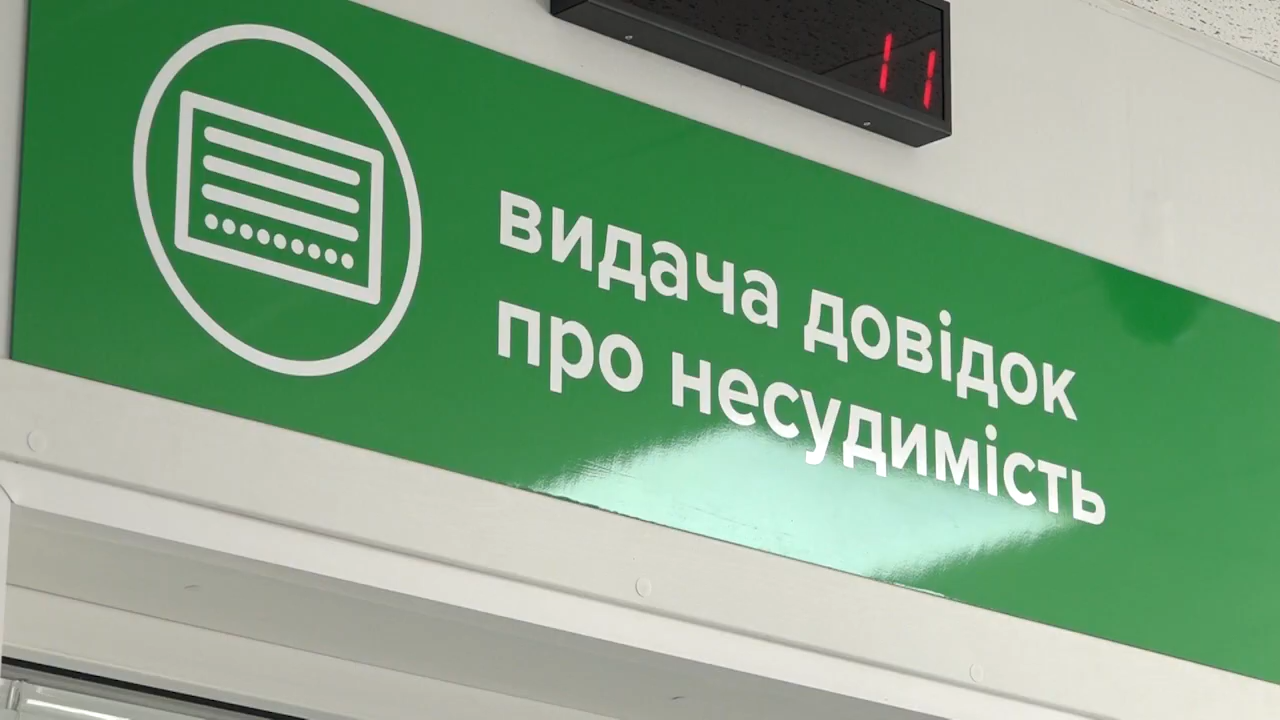 11
видача довідок
про несудимість